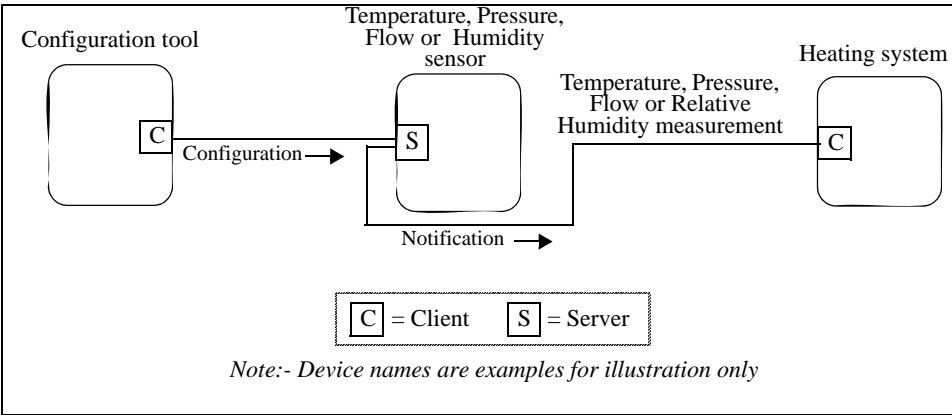 Configuration tool
Temperature, Pressure,
Flow or Humidity
sensor
Heating system
Temperature, Pressure,
Flow or Relative
Humidity measurement
C
S
C
Configuration
Notification
C = Client S = Server
Note:- Device names are examples for illustration only